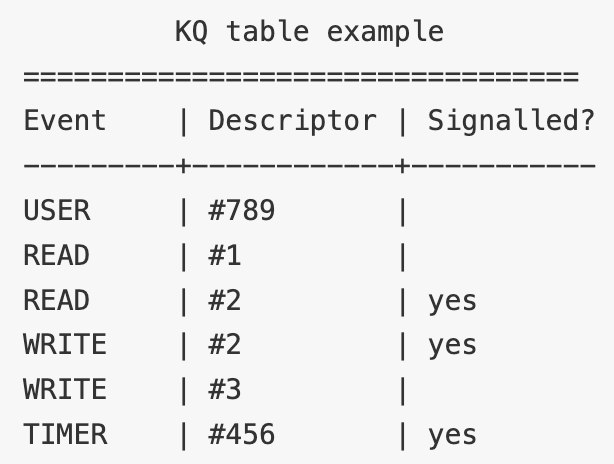 KQ table example
=================================
Event    | Descriptor | Signalled?
---------+------------+-----------
USER     | #789       |
READ     | #1         |
READ     | #2         | yes
WRITE    | #2         | yes
WRITE    | #3         |
TIMER    | #456       | yes